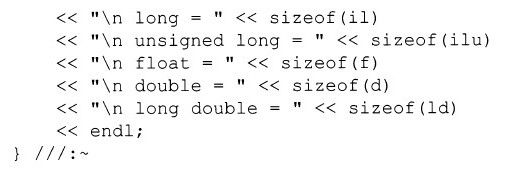 << "\n long = " << sizeof(il)
<< "\n unsigned long = " << sizeof(ilu)
<< "\n float = " << sizeof(f)
<< "\n double = " << sizeof(d)
<< "\n long double = " << sizeof(ld)
<< endl;
} ///:~